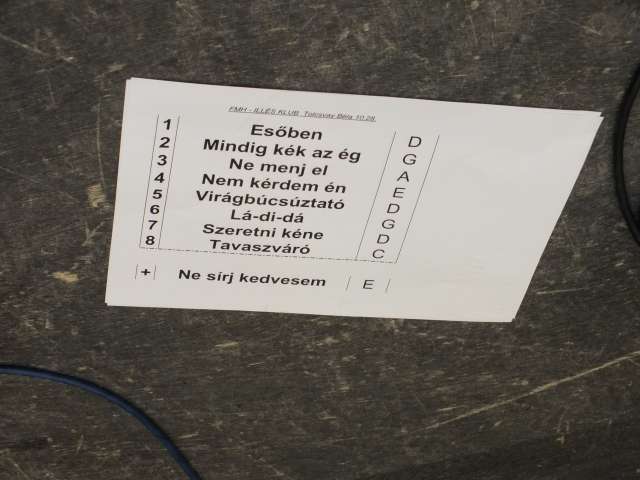 FMH - ILLÉS KLUB Tolcsvay Béla 10.28.
1 Esőben D
2 Mindig kék az ég G
3 Ne menj el A
4 Nem kérdem én E
5 Virágbúcsúztató D
6 Lá-di-dá G
7 Szeretni kéne D
8 Tavaszváró C
+ Ne sírj kedvesem E